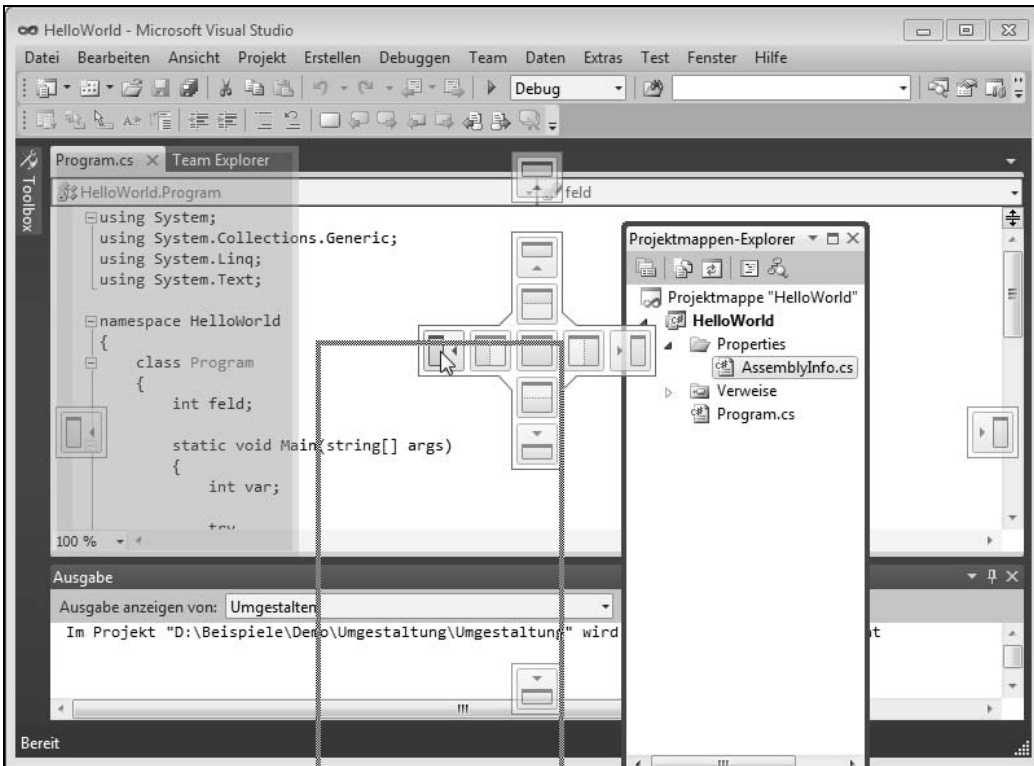 HelloWorld - Microsoft Visual Studio
Datei Bearbeiten Ansicht Projekt Erstellen Debuggen Team Daten Extras Test Fenster Hilfe
Debug
Toolbox
Program.cs Team Explorer
HelloWorld.Program feld
using System;
using System.Collections.Generic;
using System.Linq;
using System.Text;
namespace HelloWorld
{
class Program
{
int feld;
static void Main(string[] args)
{
int var;
try
100 %
Projektmappen-Explorer
Projektmappe "HelloWorld"
HelloWorld
Properties
AssemblyInfo.cs
Verweise
Program.cs
Ausgabe
Ausgabe anzeigen von: Umgestalten
Im Projekt "D:\Beispiele\Demo\Umgestaltung\Umgestaltung" wird
Bereit